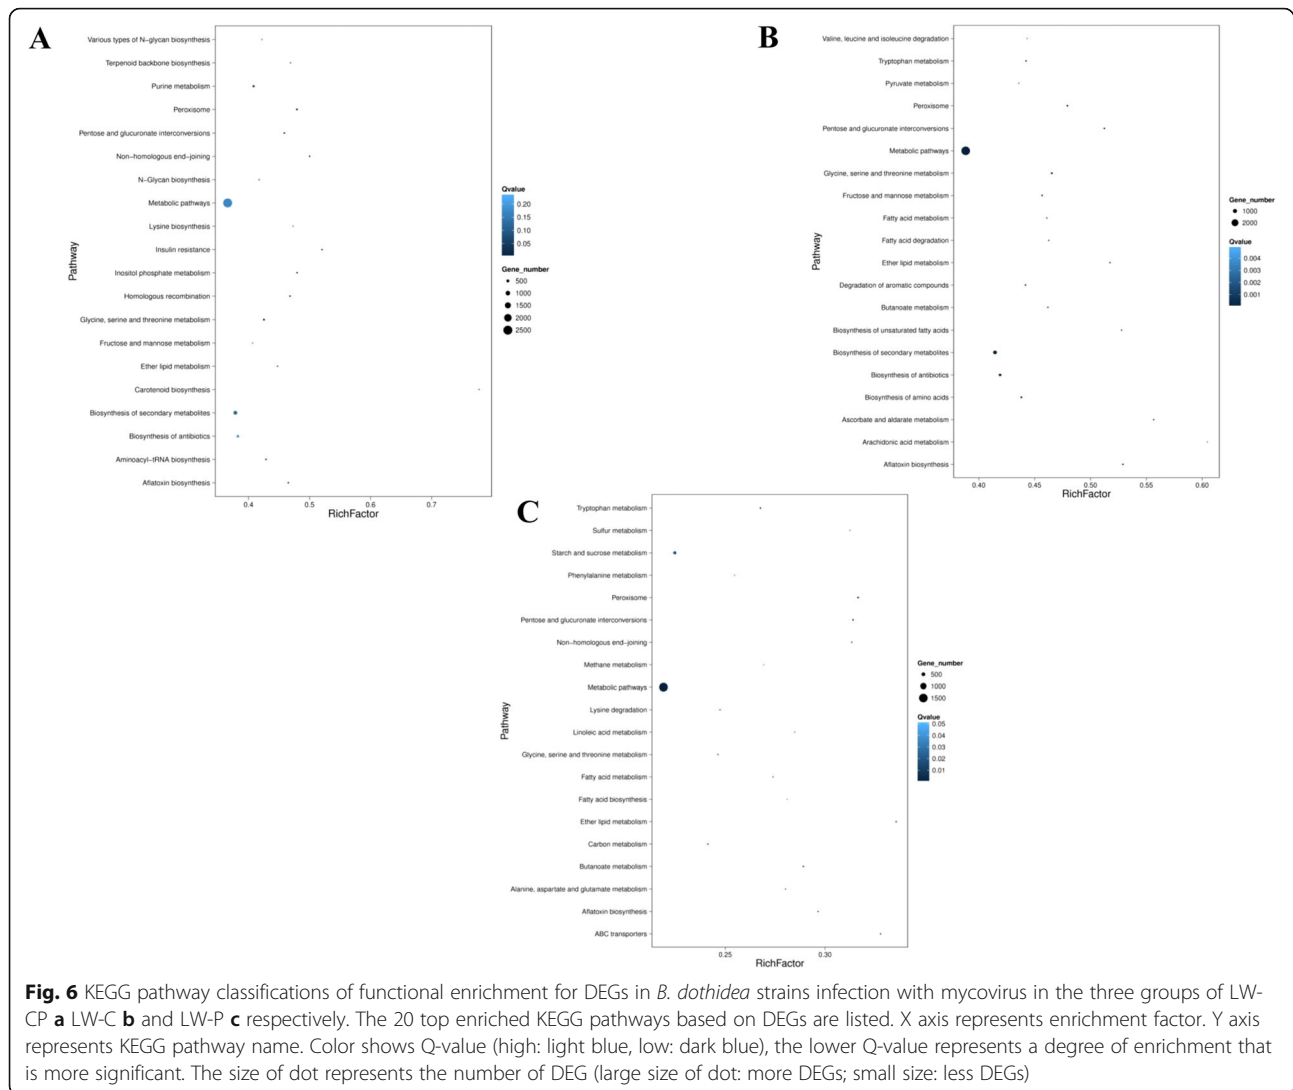 A
Various types of N−glycan biosynthesis
Terpenoid backbone biosynthesis
Purine metabolism
Peroxisome
Pentose and glucuronate interconversions
Non−homologous end−joining
N−Glycan biosynthesis
Metabolic pathways
Lysine biosynthesis
Insulin resistance
Inositol phosphate metabolism
Homologous recombination
Glycine, serine and threonine metabolism
Fructose and mannose metabolism
Ether lipid metabolism
Carotenoid biosynthesis
Biosynthesis of secondary metabolites
Biosynthesis of antibiotics
Aminoacyl−tRNA biosynthesis
Aflatoxin biosynthesis
Pathway
0.4 0.5 0.6 0.7
RichFactor
Qvalue
0.20
0.15
0.10
0.05
Gene_number
500
1000
1500
2000
2500
B
Valine, leucine and isoleucine degradation
Tryptophan metabolism
Pyruvate metabolism
Peroxisome
Pentose and glucuronate interconversions
Metabolic pathways
Glycine, serine and threonine metabolism
Fructose and mannose metabolism
Fatty acid metabolism
Fatty acid degradation
Ether lipid metabolism
Degradation of aromatic compounds
Butanoate metabolism
Biosynthesis of unsaturated fatty acids
Biosynthesis of secondary metabolites
Biosynthesis of antibiotics
Biosynthesis of amino acids
Ascorbate and aldarate metabolism
Arachidonic acid metabolism
Aflatoxin biosynthesis
Pathway
0.40 0.45 0.50 0.55 0.60
RichFactor
Gene_number
1000
2000
Qvalue
0.004
0.003
0.002
0.001
C
Tryptophan metabolism
Sulfur metabolism
Starch and sucrose metabolism
Phenylalanine metabolism
Peroxisome
Pentose and glucuronate interconversions
Non−homologous end−joining
Methane metabolism
Metabolic pathways
Lysine degradation
Linoleic acid metabolism
Glycine, serine and threonine metabolism
Fatty acid metabolism
Fatty acid biosynthesis
Ether lipid metabolism
Carbon metabolism
Butanoate metabolism
Alanine, aspartate and glutamate metabolism
Aflatoxin biosynthesis
ABC transporters
Pathway
0.25 0.30
RichFactor
Gene_number
500
1000
1500
Qvalue
0.05
0.04
0.03
0.02
0.01
Fig. 6 KEGG pathway classifications of functional enrichment for DEGs in B. dothidea strains infection with mycovirus in the three groups of LW-
CP a LW-C b and LW-P c respectively. The 20 top enriched KEGG pathways based on DEGs are listed. X axis represents enrichment factor. Y axis
represents KEGG pathway name. Color shows Q-value (high: light blue, low: dark blue), the lower Q-value represents a degree of enrichment that
is more significant. The size of dot represents the number of DEG (large size of dot: more DEGs; small size: less DEGs)